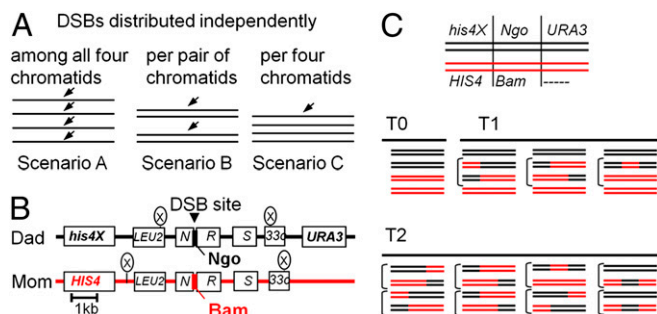 A
DSBs distributed independently
among all four chromatids
per pair of chromatids
per four chromatids
Scenario A
Scenario B
Scenario C
B
DSB site
X
X
Dad
his4X
LEU2
N
R
S
33c
URA3
Ngo
X
X
Mom
HIS4
LEU2
N
R
S
33c
1kb
Bam
C
his4X
Ngo
URA3
HIS4
Bam
-----
T0
T1
T2